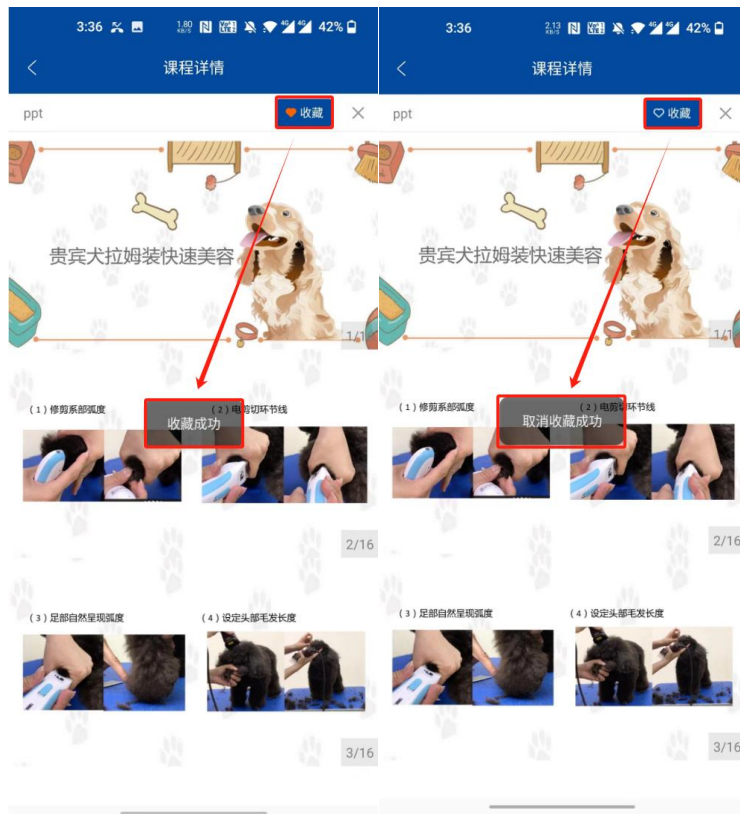 3:36 1.80 KB/S 4G 4G 42%
课程详情
ppt 收藏
贵宾犬拉姆装快速美容
(1)修剪系部弧度
(2)电剪切环节线
收藏成功
2/16
(3)足部自然呈现弧度
(4)设定头部毛发长度
3/16
3:36 2.13 KB/S 4G 4G 42%
课程详情
ppt 收藏
贵宾犬拉姆装快速美容
(1)修剪系部弧度
(2)电剪切环节线
取消收藏成功
2/16
(3)足部自然呈现弧度
(4)设定头部毛发长度
3/16